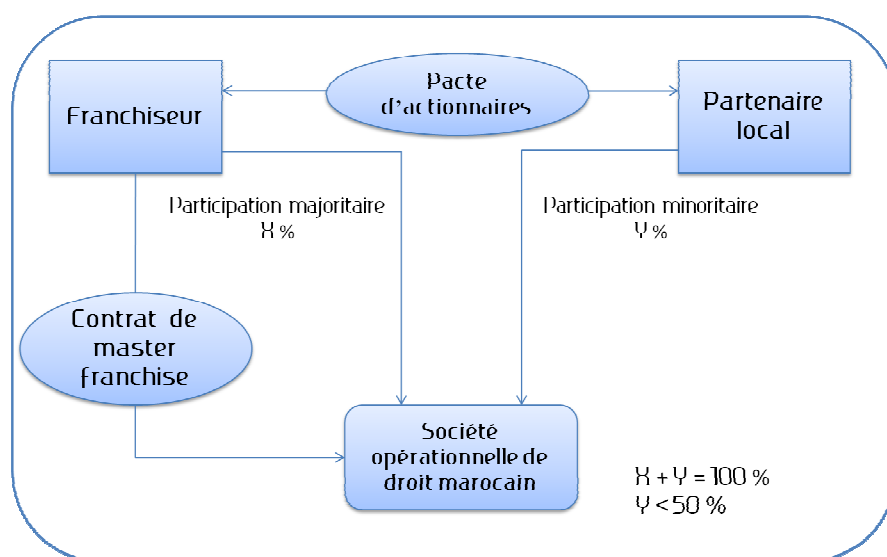 Pacte
d'actionnaires
Franchiseur
Partenaire
local
Participation majoritaire
X %
Participation minoritaire
Y %
Contrat de
master
franchise
Société
opérationnelle de
droit marocain
X + Y = 100 %
Y < 50 %